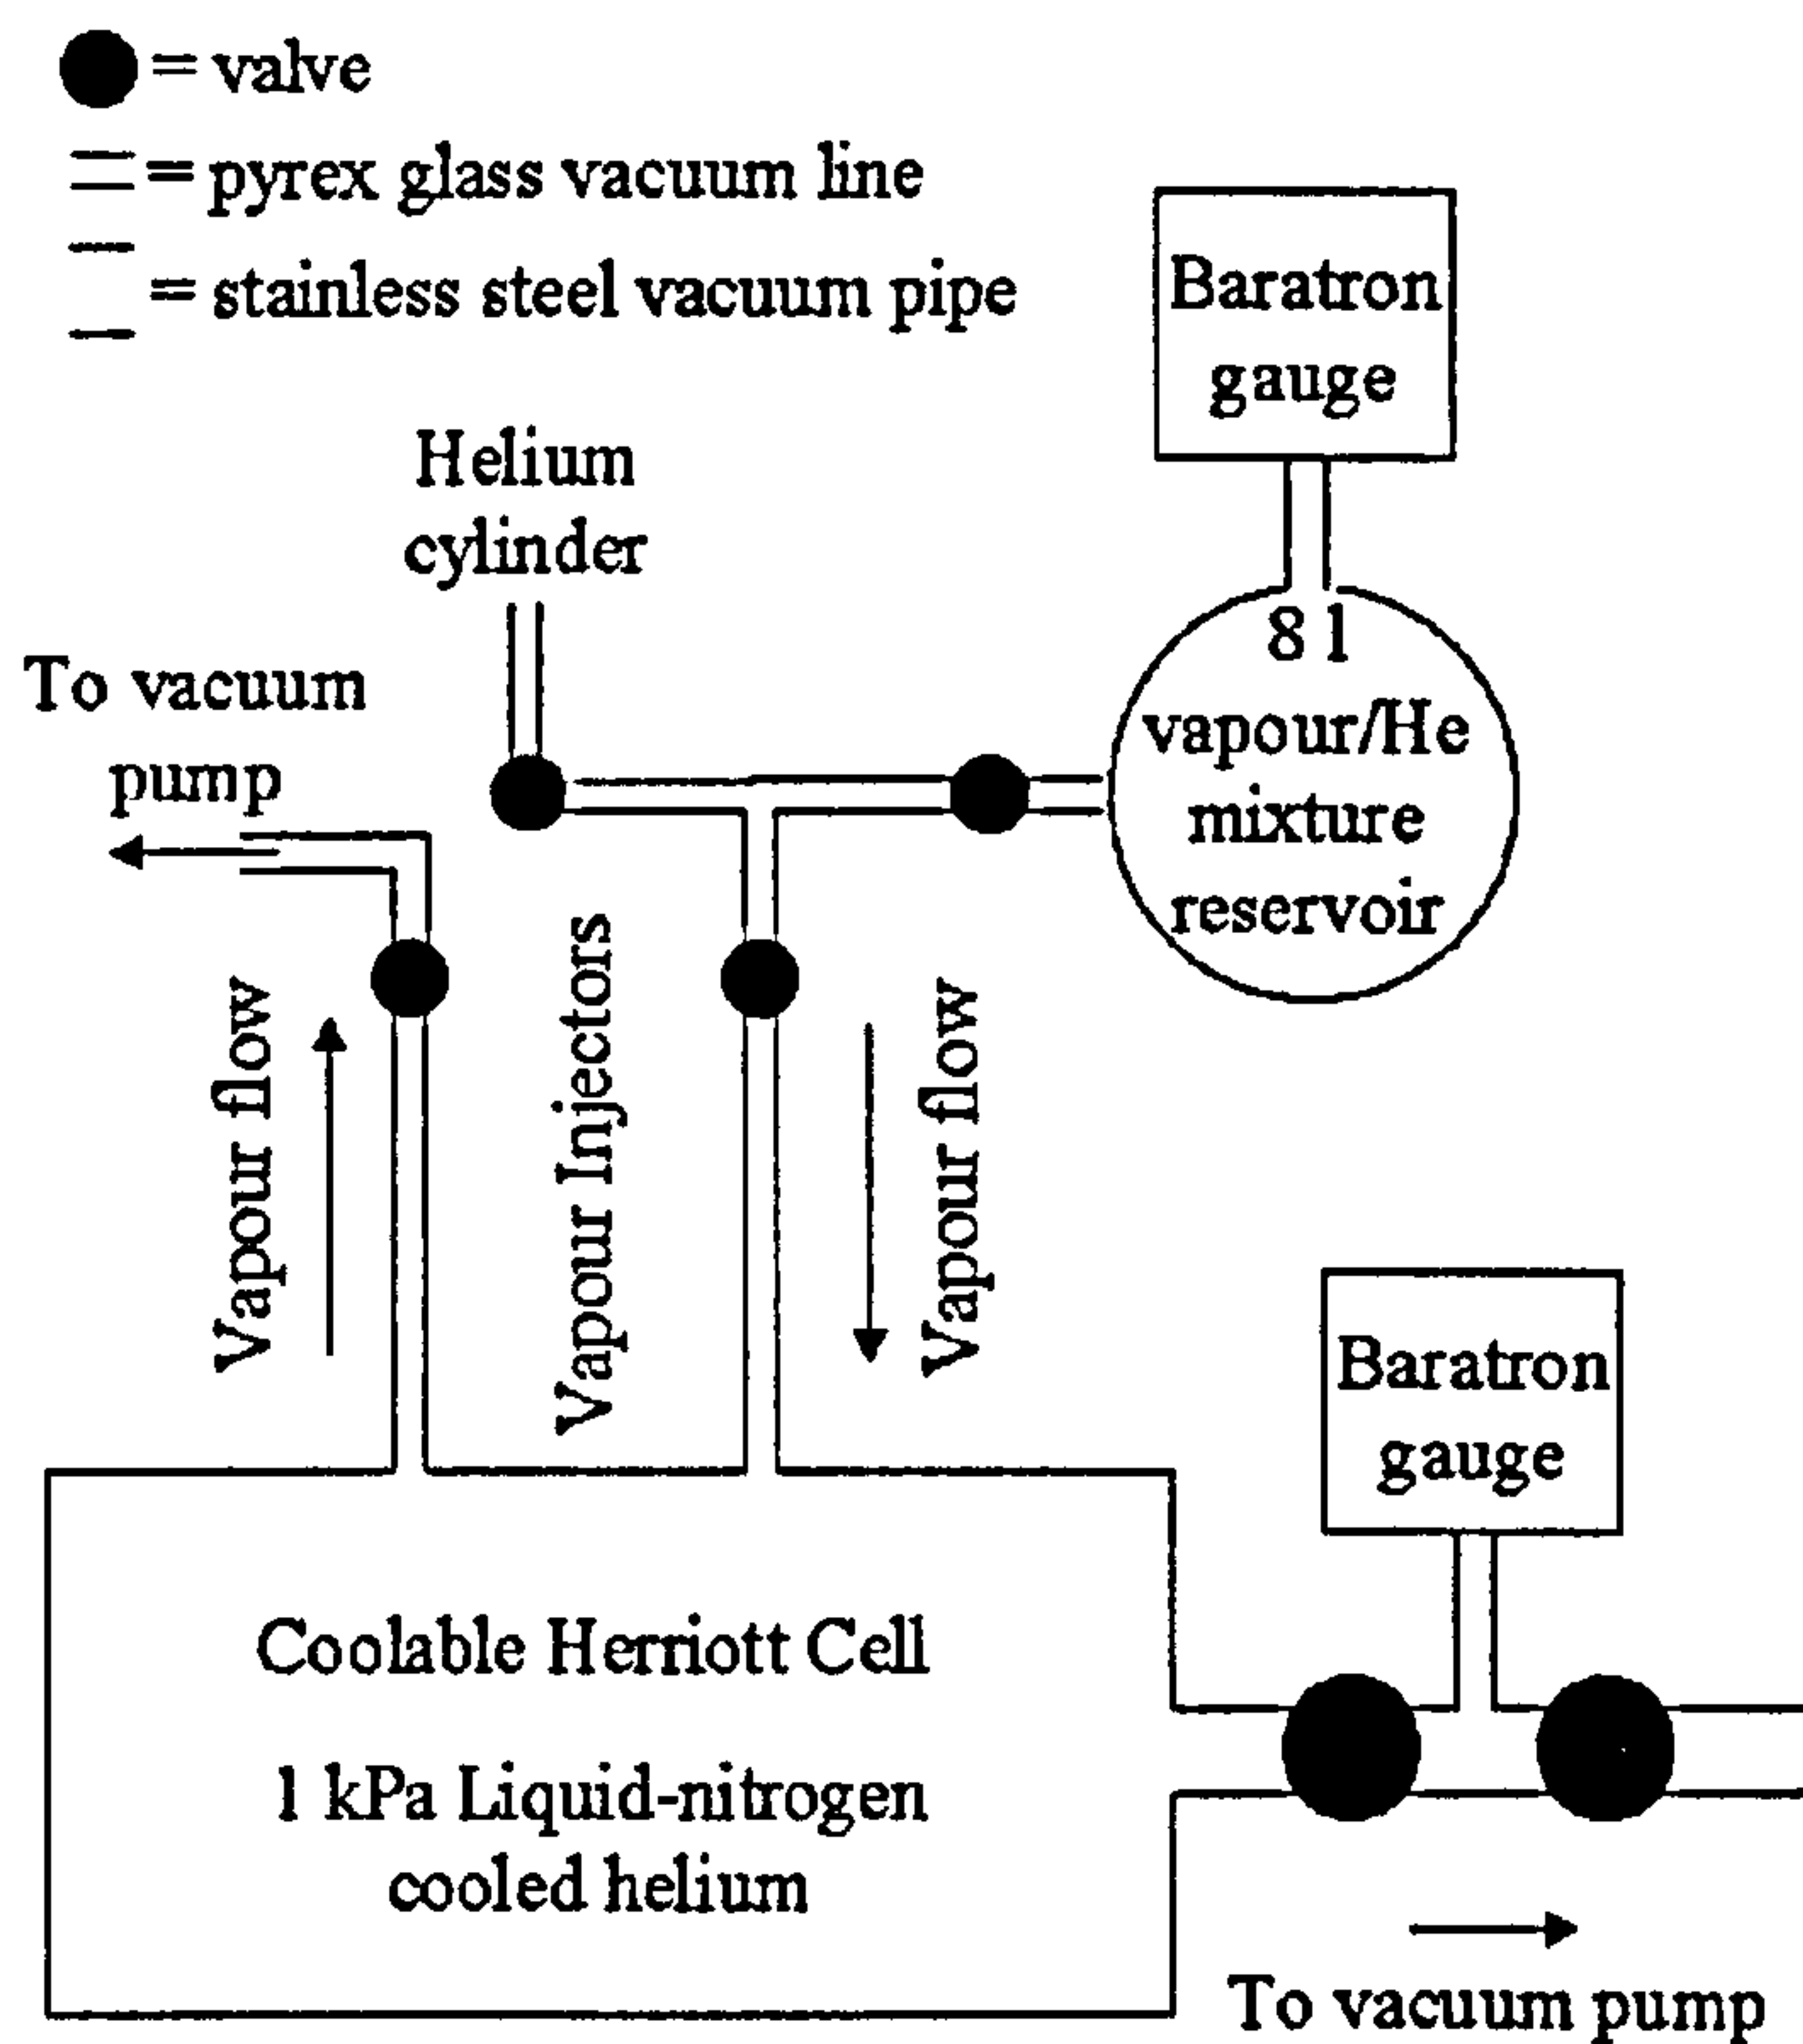 = valve
= pyrex glass vacuum line
= stainless steel vacuum pipe
Baratron
gauge
Helium
cylinder
To vacuum
pump
8 l
vapour/He
mixture
reservoir
Vapour flow
Vapour Injectors
Vapour flow
Baratron
gauge
Coolable Herriott Cell
1 kPa Liquid-nitrogen
cooled helium
To vacuum pump